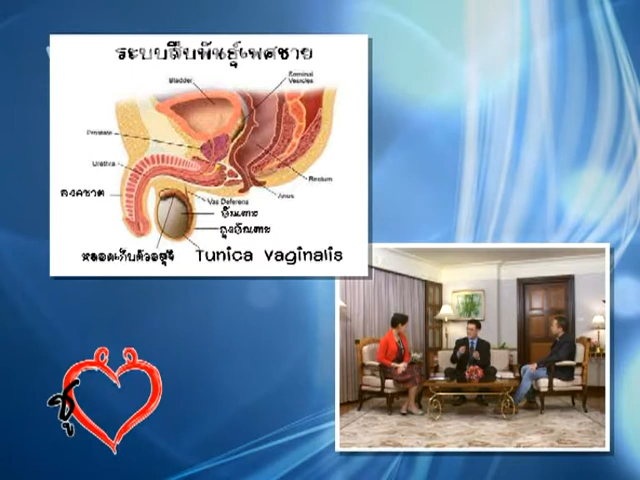 ระบบสืบพันธุ์เพศชาย
Seminal
Vesicles
Bladder
Prostate
Urethra
Rectum
องคชาต
Anus
Vas Deferens
อัณฑะ
ถุงอัณฑะ
หลอดเก็บตัวอสุจิ
Tunica vaginalis
ชู